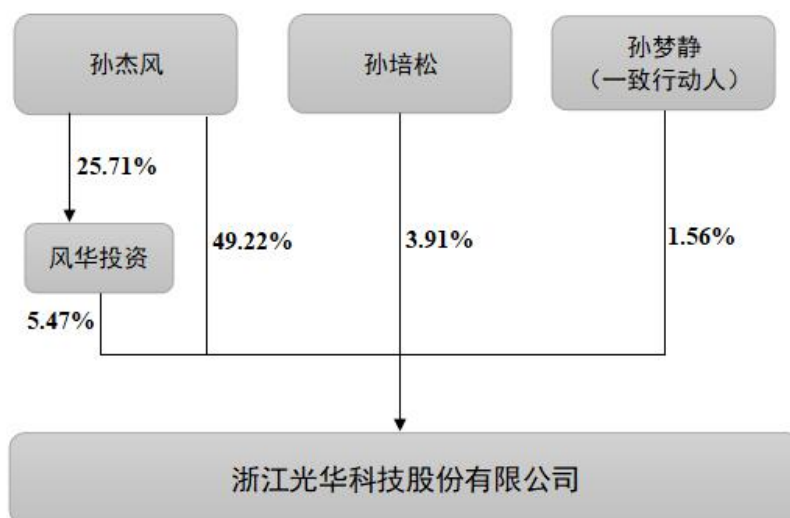 孙杰风
孙培松
孙梦静
（一致行动人）
25.71%
风华投资
49.22%
3.91%
1.56%
5.47%
浙江光华科技股份有限公司